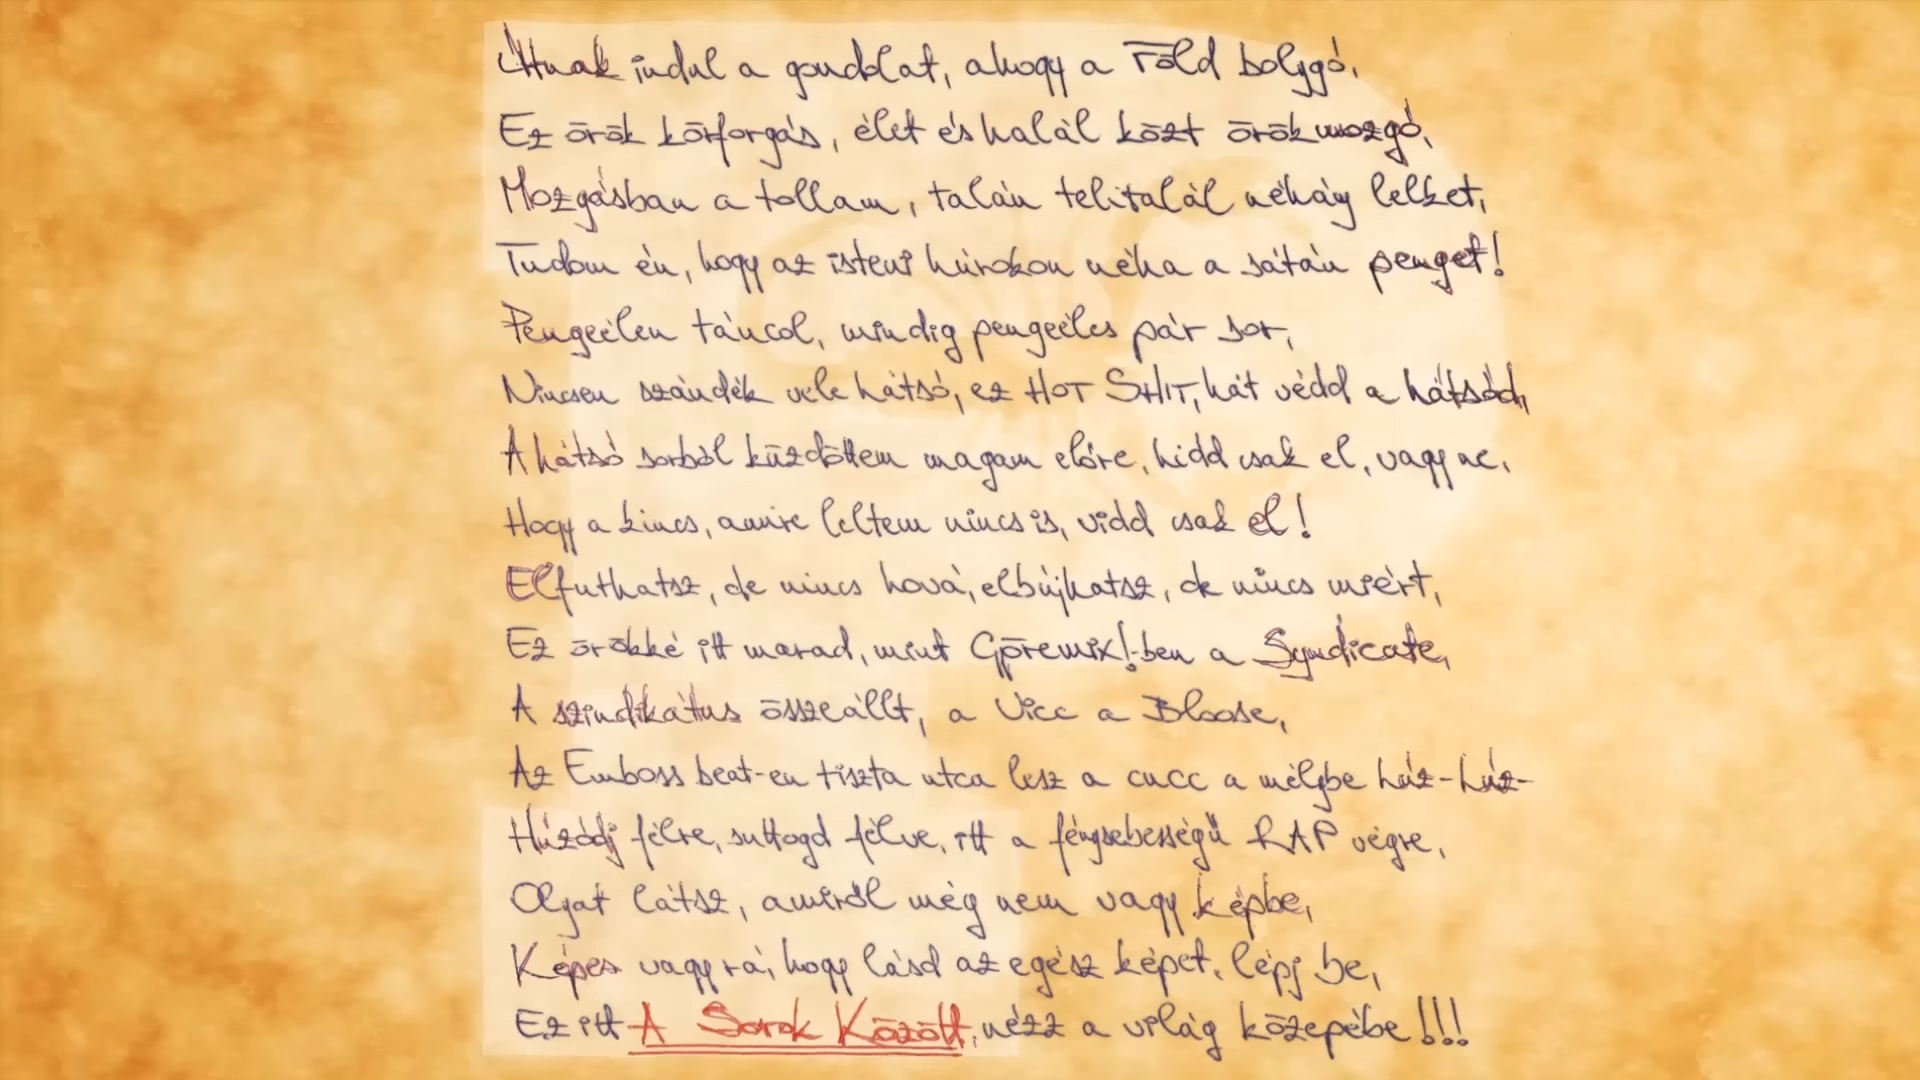 Útnak indul a gondolat, ahogy a Föld bolygó,
Ez örök körforgás, élet és halál közt örökmozgó,
Mozgásban a tollam, talán telitalál néhány lelket,
Tudom én, hogy az isteni húrokon néha a sátán penget!
Pengeélen táncol, mindig pengeéles pár sor,
Nincsen szándék vele hátsó, ez HOT SHIT, hát védd a hátsód,
A hátsó sorból küzdöttem magam előre, hidd csak el, vagy ne,
Hogy a kincs, amire leltem nincs is, vidd csak el!
Elfuthatsz, de nincs hová, elbújhatsz, de nincs miért,
Ez örökké itt marad, mint Göremix!-ben a Syndicate,
A szindikátus összeállt, a Vicc a Bloose,
Az Emboss beat-en tiszta utca lesz a cucc a mélybe húz-húz-
Húzódj félre, suttogd félve, itt a fénysebességű RAP végre,
Olyat látsz, amiről még nem vagy képbe,
Képes vagy rá, hogy lásd az egész képet, lépj be,
Ez itt A Sorok Között, nézz a világ közepébe!!!